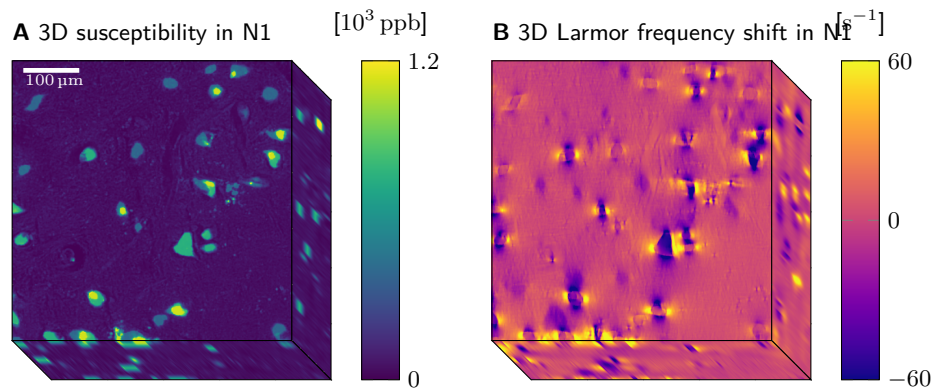 A 3D susceptibility in N1
[10³ ppb]
100 μm
1.2
0
B 3D Larmor frequency shift in N1
[s⁻¹]
60
0
−60